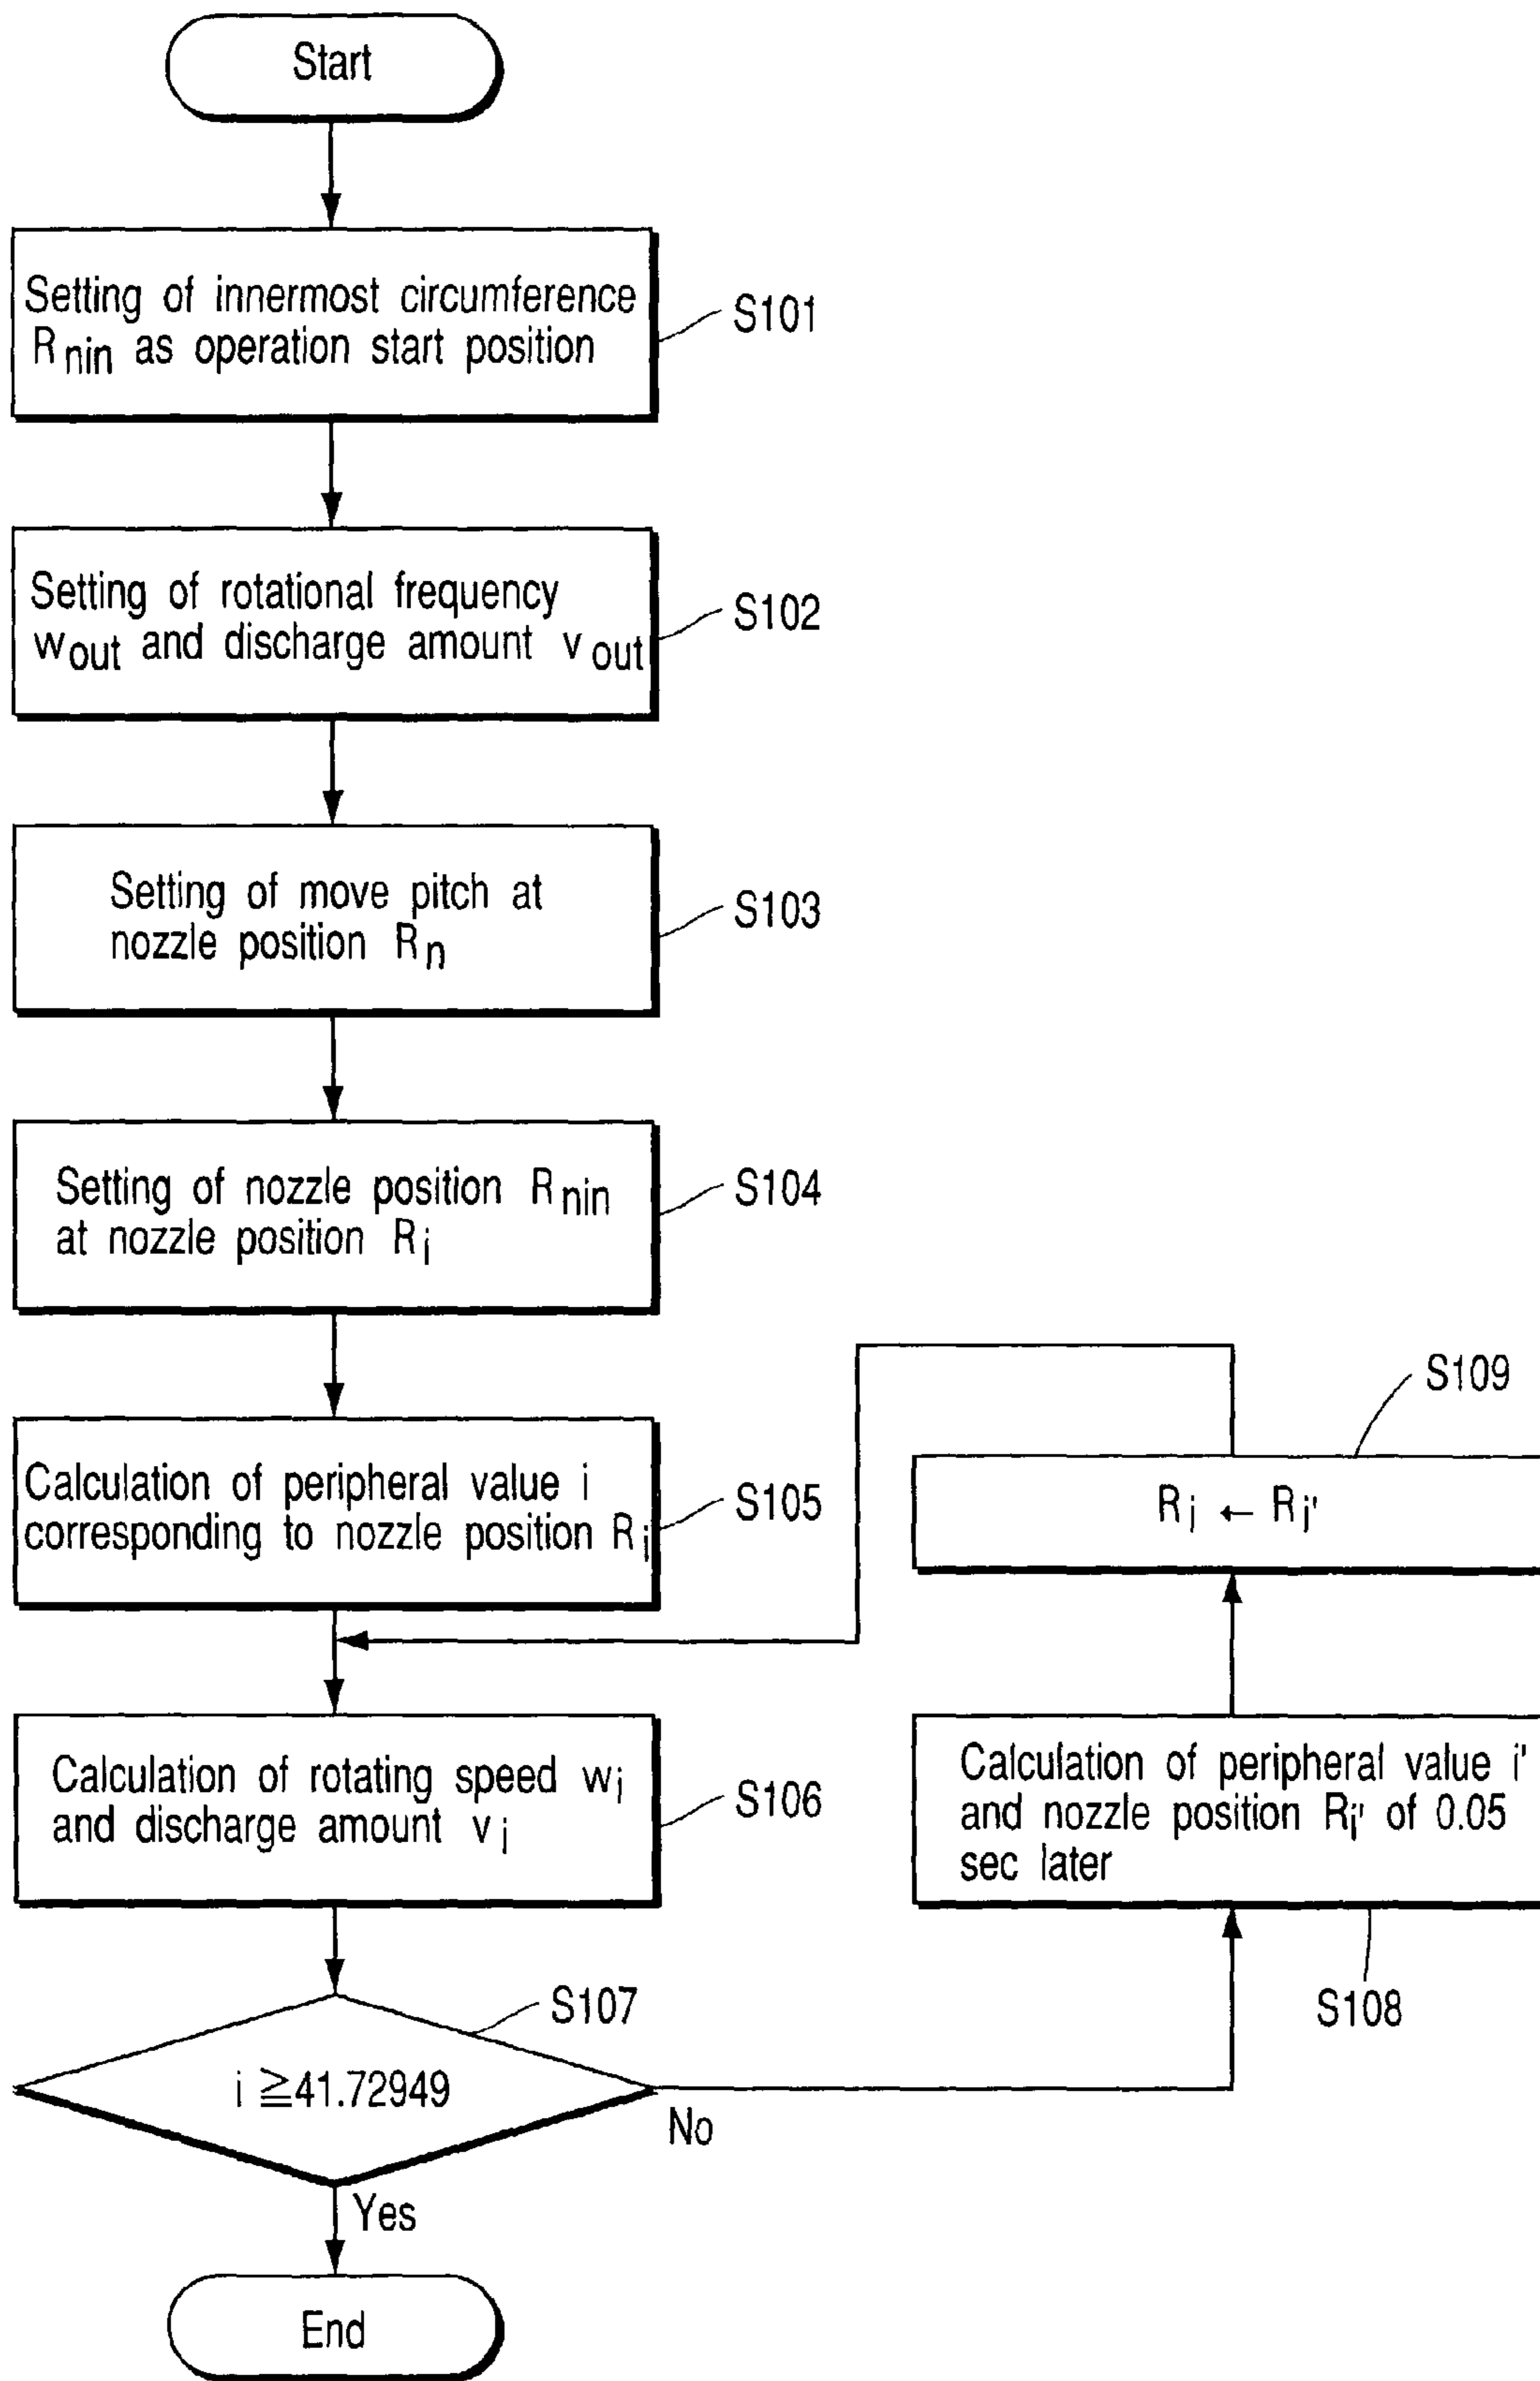 Start
Setting of innermost circumference
Rnin as operation start position
S101
Setting of rotational frequency
wout and discharge amount vout
S102
Setting of move pitch at
nozzle position Rn
S103
Setting of nozzle position Rnin
at nozzle position Ri
S104
Calculation of peripheral value i
corresponding to nozzle position Ri
S105
Calculation of rotating speed wi
and discharge amount vi
S106
i ≧41.72949
S107
No
Yes
End
Calculation of peripheral value i'
and nozzle position Ri' of 0.05
sec later
S108
Ri ← Ri'
S109